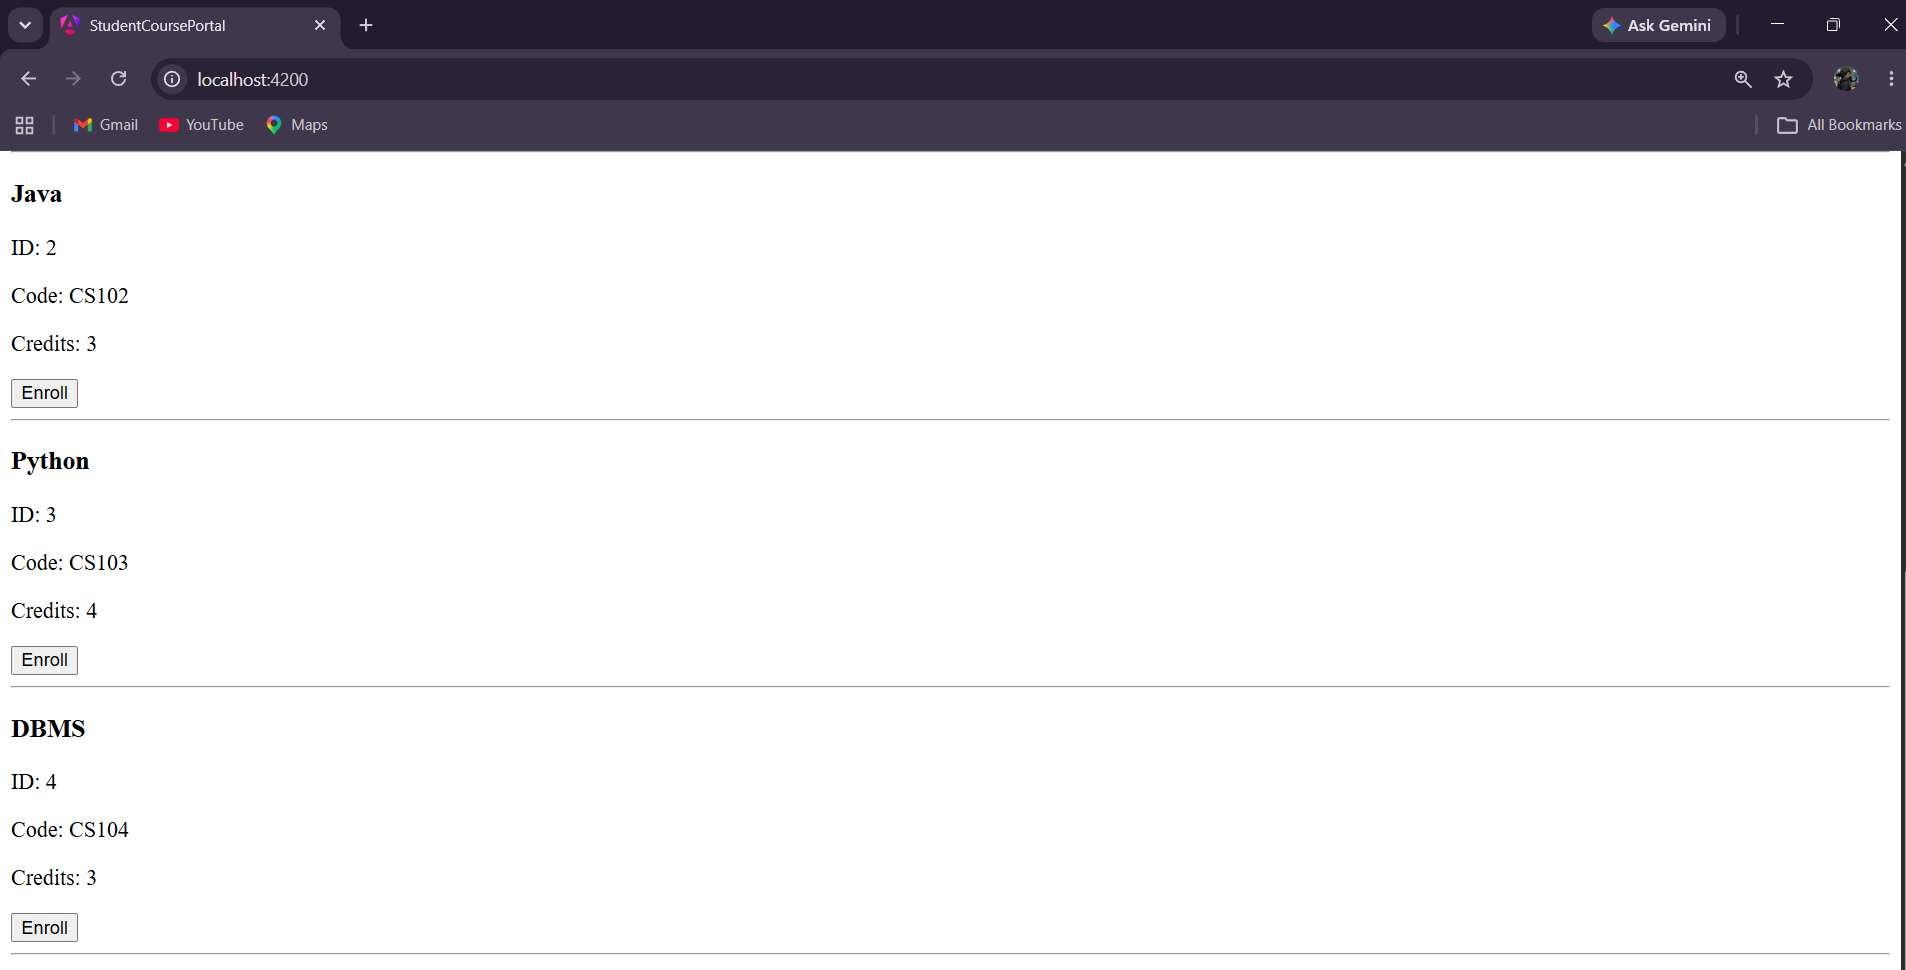 StudentCoursePortal
Ask Gemini
localhost:4200
Gmail YouTube Maps All Bookmarks
Java
ID: 2
Code: CS102
Credits: 3
Enroll
Python
ID: 3
Code: CS103
Credits: 4
Enroll
DBMS
ID: 4
Code: CS104
Credits: 3
Enroll